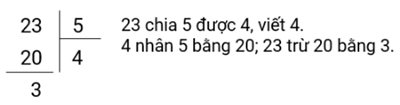 23 5 23 chia 5 được 4, viết 4.
20 4 4 nhân 5 bằng 20; 23 trừ 20 bằng 3.
3